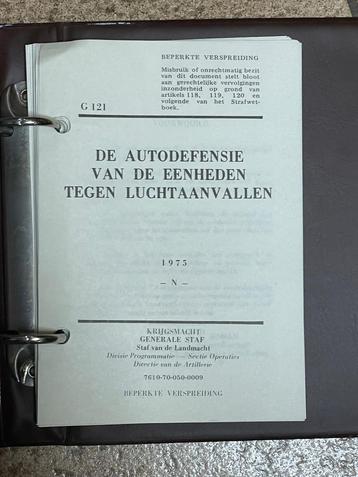 BEPERKTE VERSPREIDING
Misbruik of onrechtmatig bezit
van dit document stelt bloot
aan gerechtelijke vervolgingen
inzonderheid op grond van
artikels 118, 119, 120 en
volgende van het Strafwet-
boek.
G 121
DE AUTODEFENSIE
VAN DE EENHEDEN
TEGEN LUCHTAANVALLEN
1975
— N —
KRIJGSMACHT
GENERALE STAF
Staf van de Landmacht
Divisie Programmatie — Sectie Operaties
Directie van de Artillerie
7610-70-050-0009
BEPERKTE VERSPREIDING